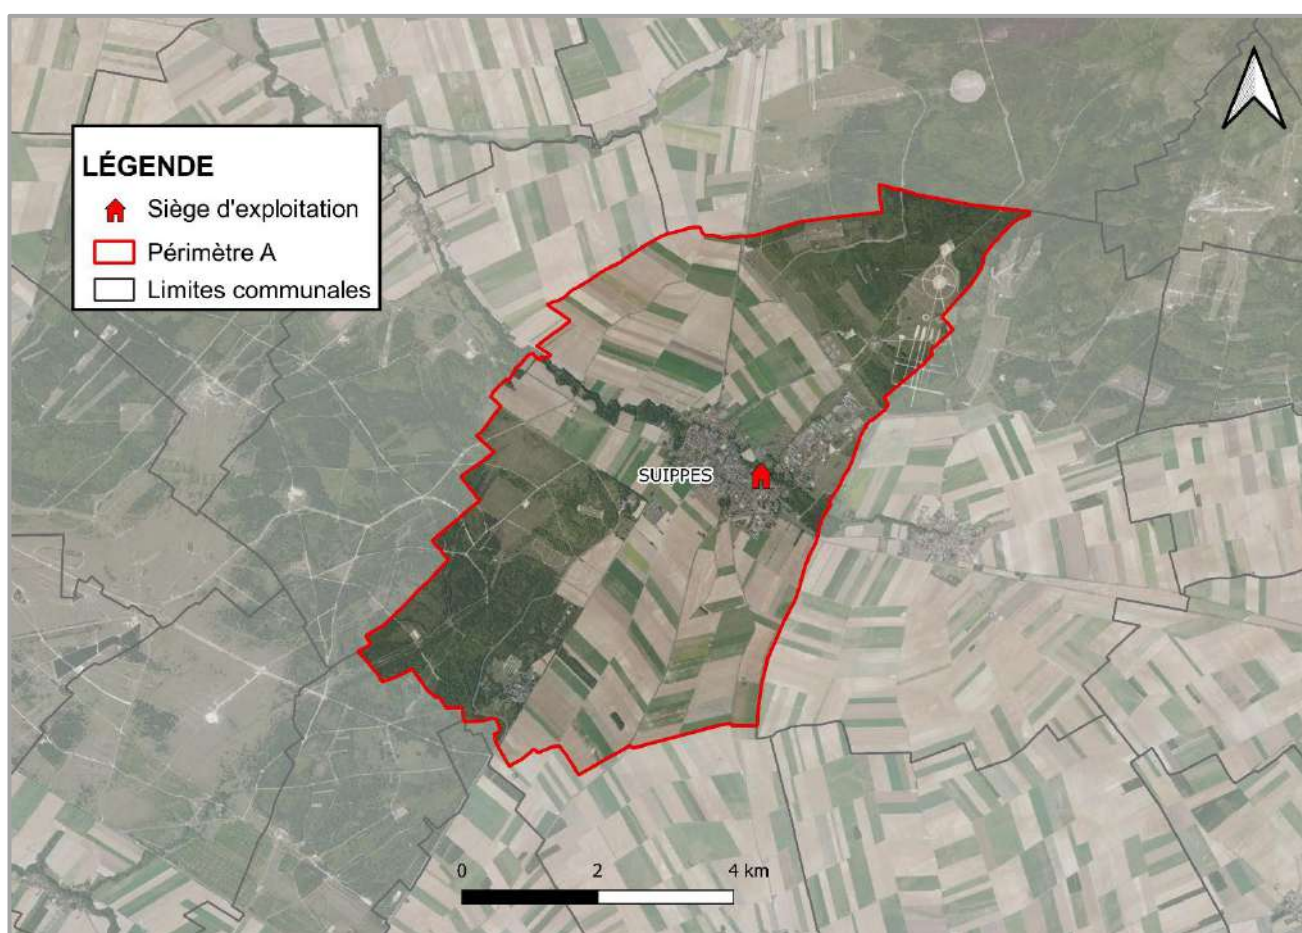 LÉGENDE
Siège d'exploitation
Périmètre A
Limites communales
SUIPPES
0 2 4 km